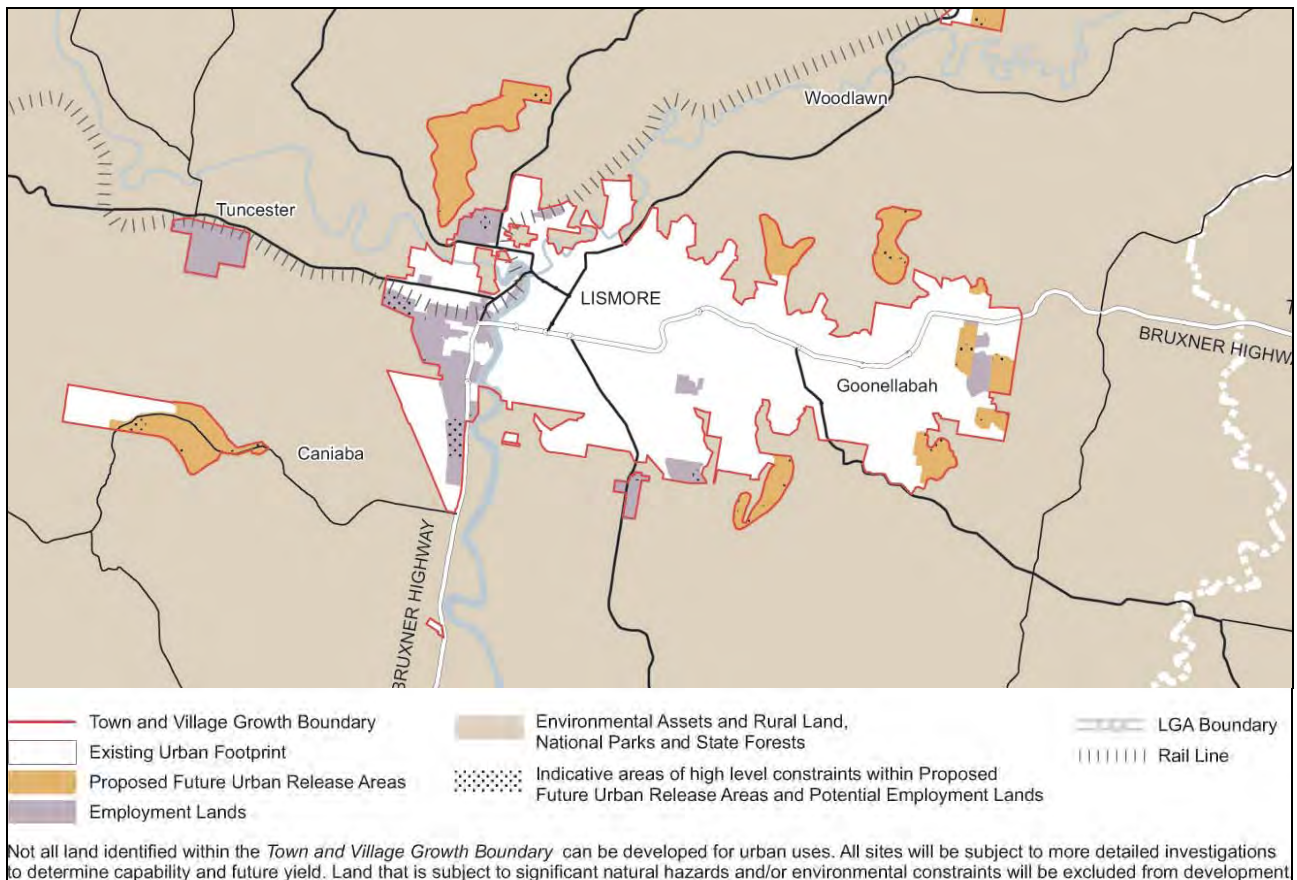 Woodlawn
Tuncester
LISMORE
BRUXNER HIGHWA
Goonellabah
Caniaba
BRUXNER HIGHWAY
Town and Village Growth Boundary
Existing Urban Footprint
Proposed Future Urban Release Areas
Employment Lands
Environmental Assets and Rural Land,
National Parks and State Forests
Indicative areas of high level constraints within Proposed
Future Urban Release Areas and Potential Employment Lands
LGA Boundary
Rail Line
Not all land identified within the Town and Village Growth Boundary can be developed for urban uses. All sites will be subject to more detailed investigations
to determine capability and future yield. Land that is subject to significant natural hazards and/or environmental constraints will be excluded from development